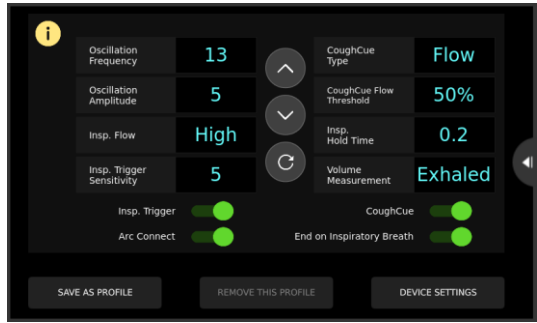 i
Oscillation
Frequency
13
CoughCue
Type
Flow
Oscillation
Amplitude
5
CoughCue Flow
Threshold
50%
Insp. Flow
High
Insp.
Hold Time
0.2
Insp. Trigger
Sensitivity
5
Volume
Measurement
Exhaled
Insp. Trigger
CoughCue
Arc Connect
End on Inspiratory Breath
SAVE AS PROFILE
REMOVE THIS PROFILE
DEVICE SETTINGS